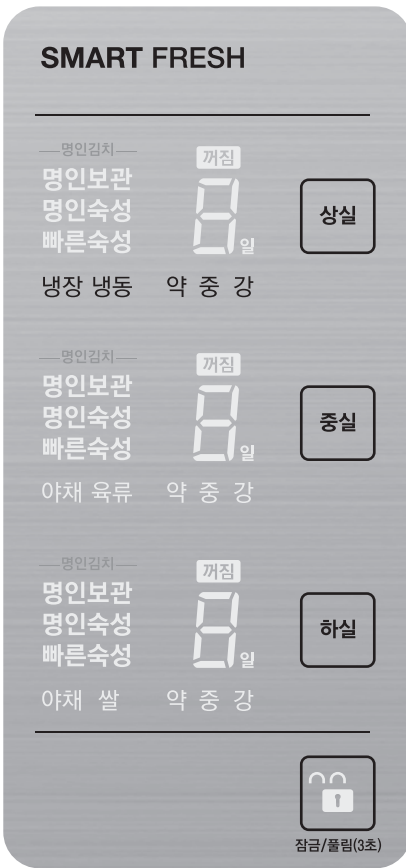 SMART FRESH
명인김치
꺼짐
명인보관
명인숙성
빠른숙성
8일
상실
냉장 냉동 약 중 강
명인김치
꺼짐
명인보관
명인숙성
빠른숙성
8일
중실
야채 육류 약 중 강
명인김치
꺼짐
명인보관
명인숙성
빠른숙성
8일
하실
야채 쌀 약 중 강
잠금/풀림(3초)